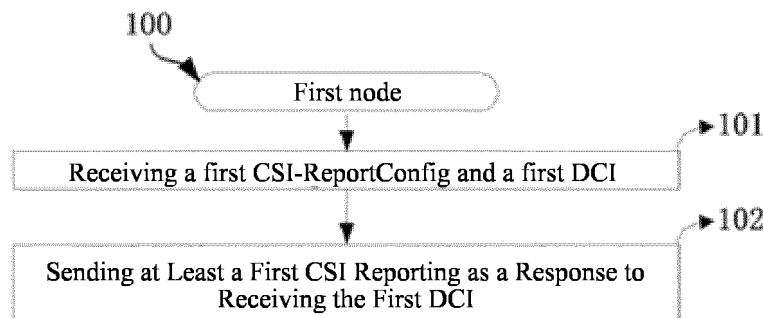 100
First node
101
Receiving a first CSI-ReportConfig and a first DCI
102
Sending at Least a First CSI Reporting as a Response to
Receiving the First DCI